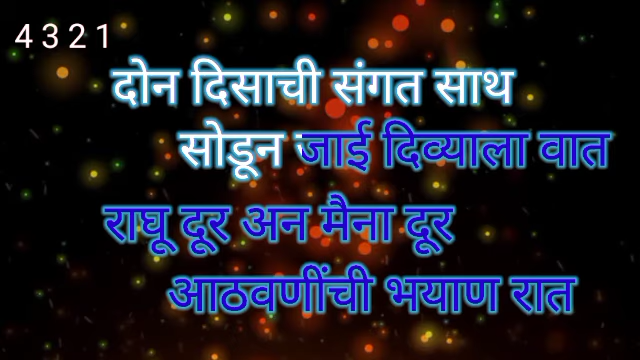 4 3 2 1
दोन दिसाची संगत साथ
सोडून जाई दिव्याला वात
राघू दूर अन मैना दूर
आठवणींची भयाण रात